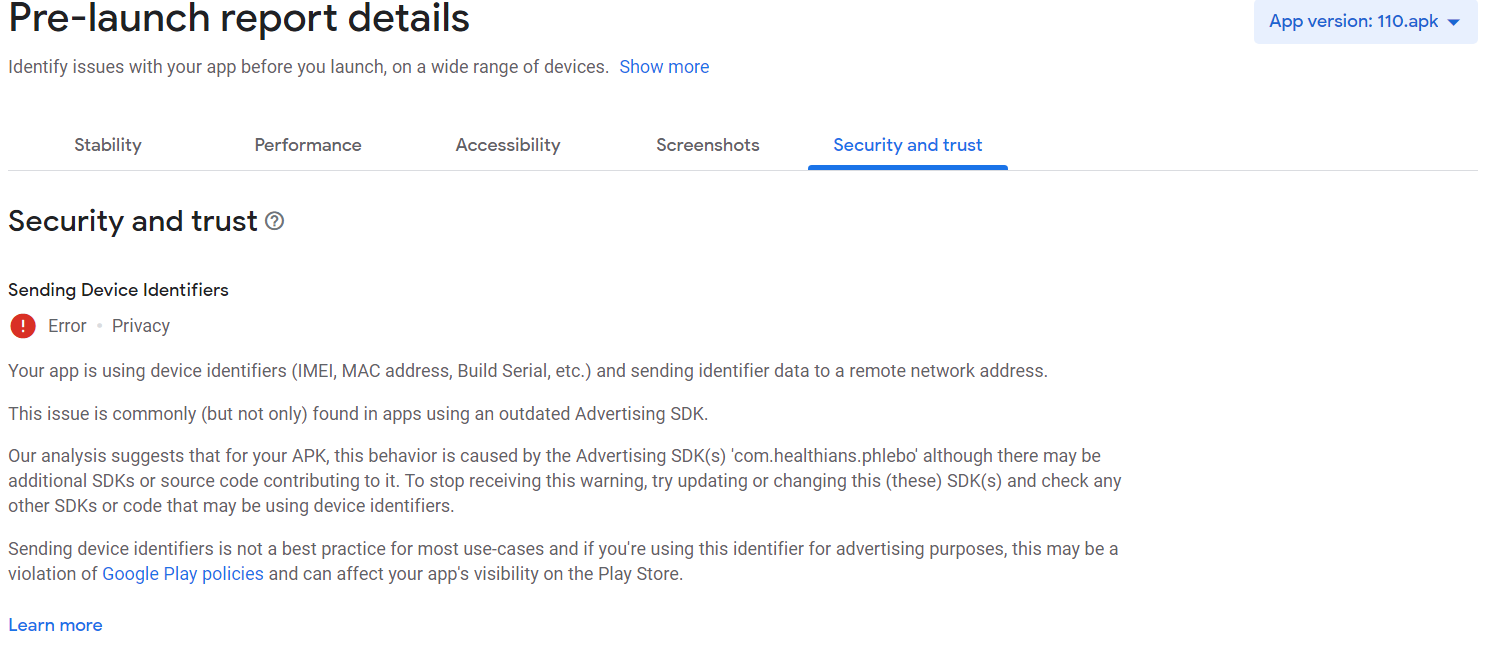 Pre-launch report details
App version: 110.apk
Identify issues with your app before you launch, on a wide range of devices. Show more
Stability Performance Accessibility Screenshots Security and trust
Security and trust
Sending Device Identifiers
Error • Privacy
Your app is using device identifiers (IMEI, MAC address, Build Serial, etc.) and sending identifier data to a remote network address.
This issue is commonly (but not only) found in apps using an outdated Advertising SDK.
Our analysis suggests that for your APK, this behavior is caused by the Advertising SDK(s) 'com.healthians.phlebo' although there may be
additional SDKs or source code contributing to it. To stop receiving this warning, try updating or changing this (these) SDK(s) and check any
other SDKs or code that may be using device identifiers.
Sending device identifiers is not a best practice for most use-cases and if you're using this identifier for advertising purposes, this may be a
violation of Google Play policies and can affect your app's visibility on the Play Store.
Learn more